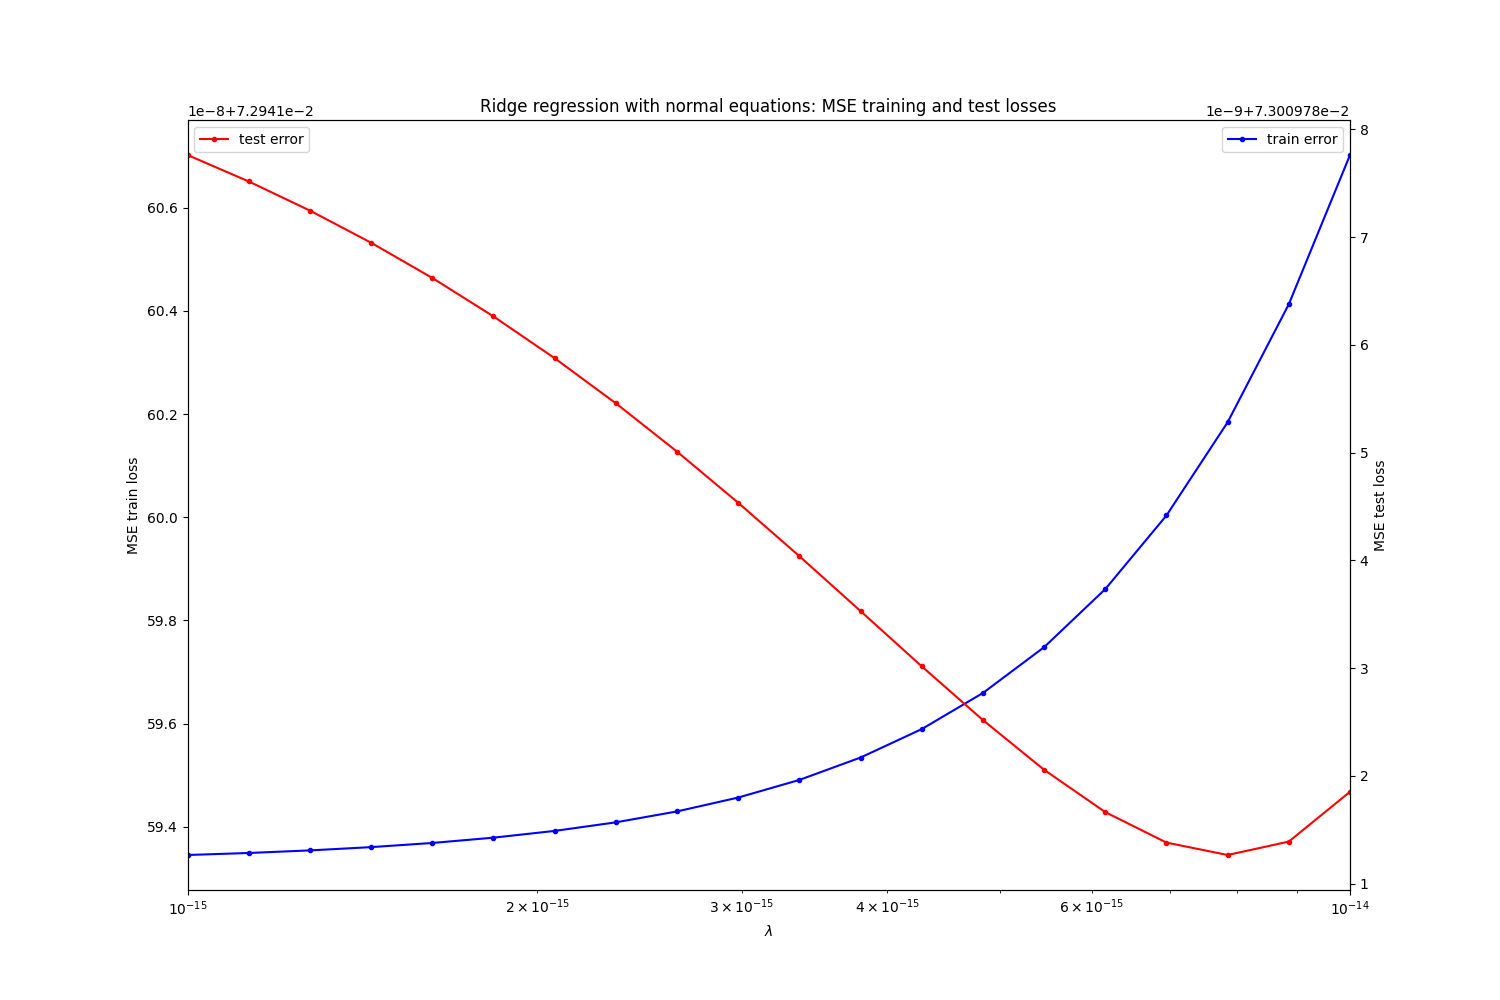 Ridge regression with normal equations: MSE training and test losses
1e−8+7.2941e−2
1e−9+7.300978e−2
test error
train error
60.6
60.4
60.2
60.0
59.8
59.6
59.4
MSE train loss
8
7
6
5
4
3
2
1
MSE test loss
10⁻¹⁵
2 × 10⁻¹⁵
3 × 10⁻¹⁵
4 × 10⁻¹⁵
6 × 10⁻¹⁵
10⁻¹⁴
λ